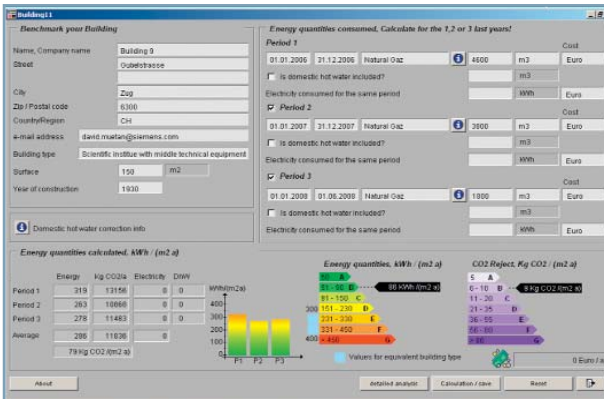 Building11
Benchmark your Building
Name, Company name Building 9
Street Gubelstrasse
City Zug
Zip / Postal code 6300
Country/Region CH
e-mail address david.muetan@siemens.com
Building type Scientific institue with middle technical equipment
Surface 150 m2
Year of construction 1930
Domestic hot water correction info
Energy quantities consumed, Calculate for the 1,2 or 3 last years!
Period 1 Cost
01.01.2006 31.12.2006 Natural Gaz 4600 m3 Euro
Is domestic hot water included? m3
Electricity consumed for the same period kWh Euro
Period 2 Cost
01.01.2007 31.12.2007 Natural Gaz 3800 m3 Euro
Is domestic hot water included? m3
Electricity consumed for the same period kWh Euro
Period 3 Cost
01.01.2008 01.06.2008 Natural Gaz 1800 m3 Euro
Is domestic hot water included? m3
Electricity consumed for the same period kWh Euro
Energy quantities calculated, kWh / (m2 a)
Energy Kg CO2/a Electricity DHW
Period 1 319 13156 0 0
Period 2 263 10868 0 0
Period 3 278 11483 0 0
Average 286 11836 0
79 Kg CO2 /(m2 a)
kWh/(m2a)
400
300
200
100
0
P1 P2 P3
Energy quantities, kWh / (m2 a)
A
51 - 90 B 86 kWh /(m2 a)
91 - 150 C
300 151 - 230 D
231 - 330 E
331 - 450 F
400 > 450 G
Values for equivalent building type
CO2 Reject, Kg CO2 / (m2 a)
5 A
6 - 10 B 9 Kg CO2 /(m2 a)
11 - 20 C
21 - 35 D
36 - 55 E
56 - 80 F
> 80 G
0 Euro / a
About
detailed analysis
Calculation / save
Reset